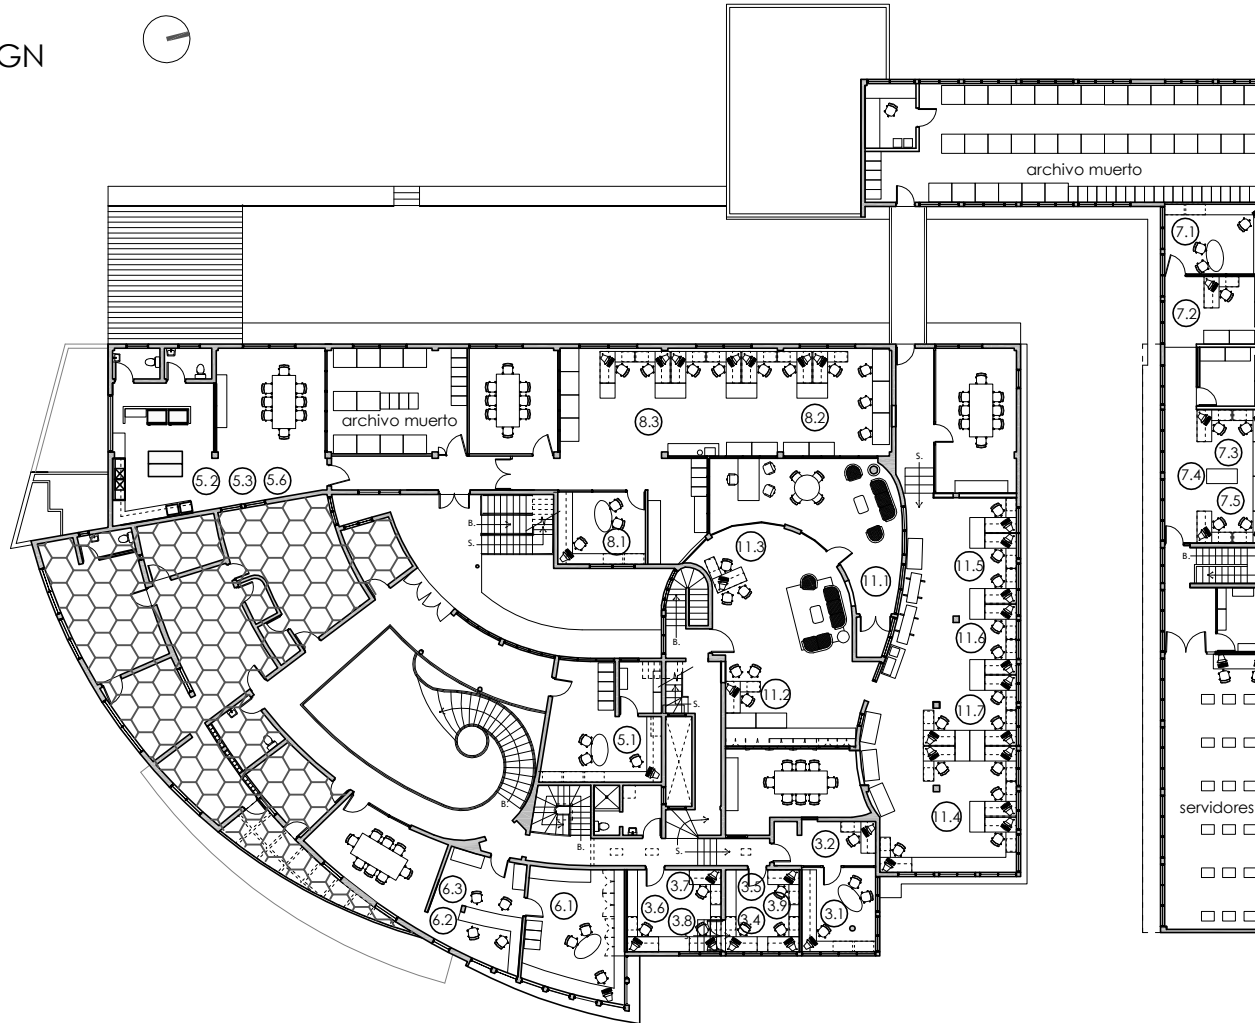 GN
archivo muerto
7.1
7.2
archivo muerto
8.3
8.2
S.
7.3
7.4
7.5
5.2
5.3
5.6
B.
S.
8.1
11.3
11.5
B.
11.1
11.6
B.
11.2
S.
11.7
5.1
B.
11.4
servidores
B.
S.
3.2
6.3
6.2
6.1
3.7
3.6
3.8
3.5
3.9
3.4
3.1